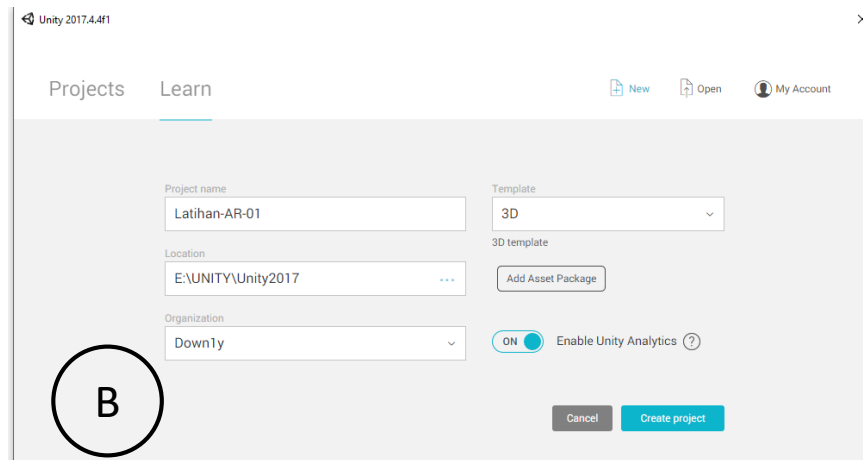 Unity 2017.4.4f1
Projects Learn New Open My Account
Project name Template
Latihan-AR-01 3D
3D template
Location
E:\UNITY\Unity2017 ... Add Asset Package
Organization
Down1y ON Enable Unity Analytics ?
B
Cancel Create project